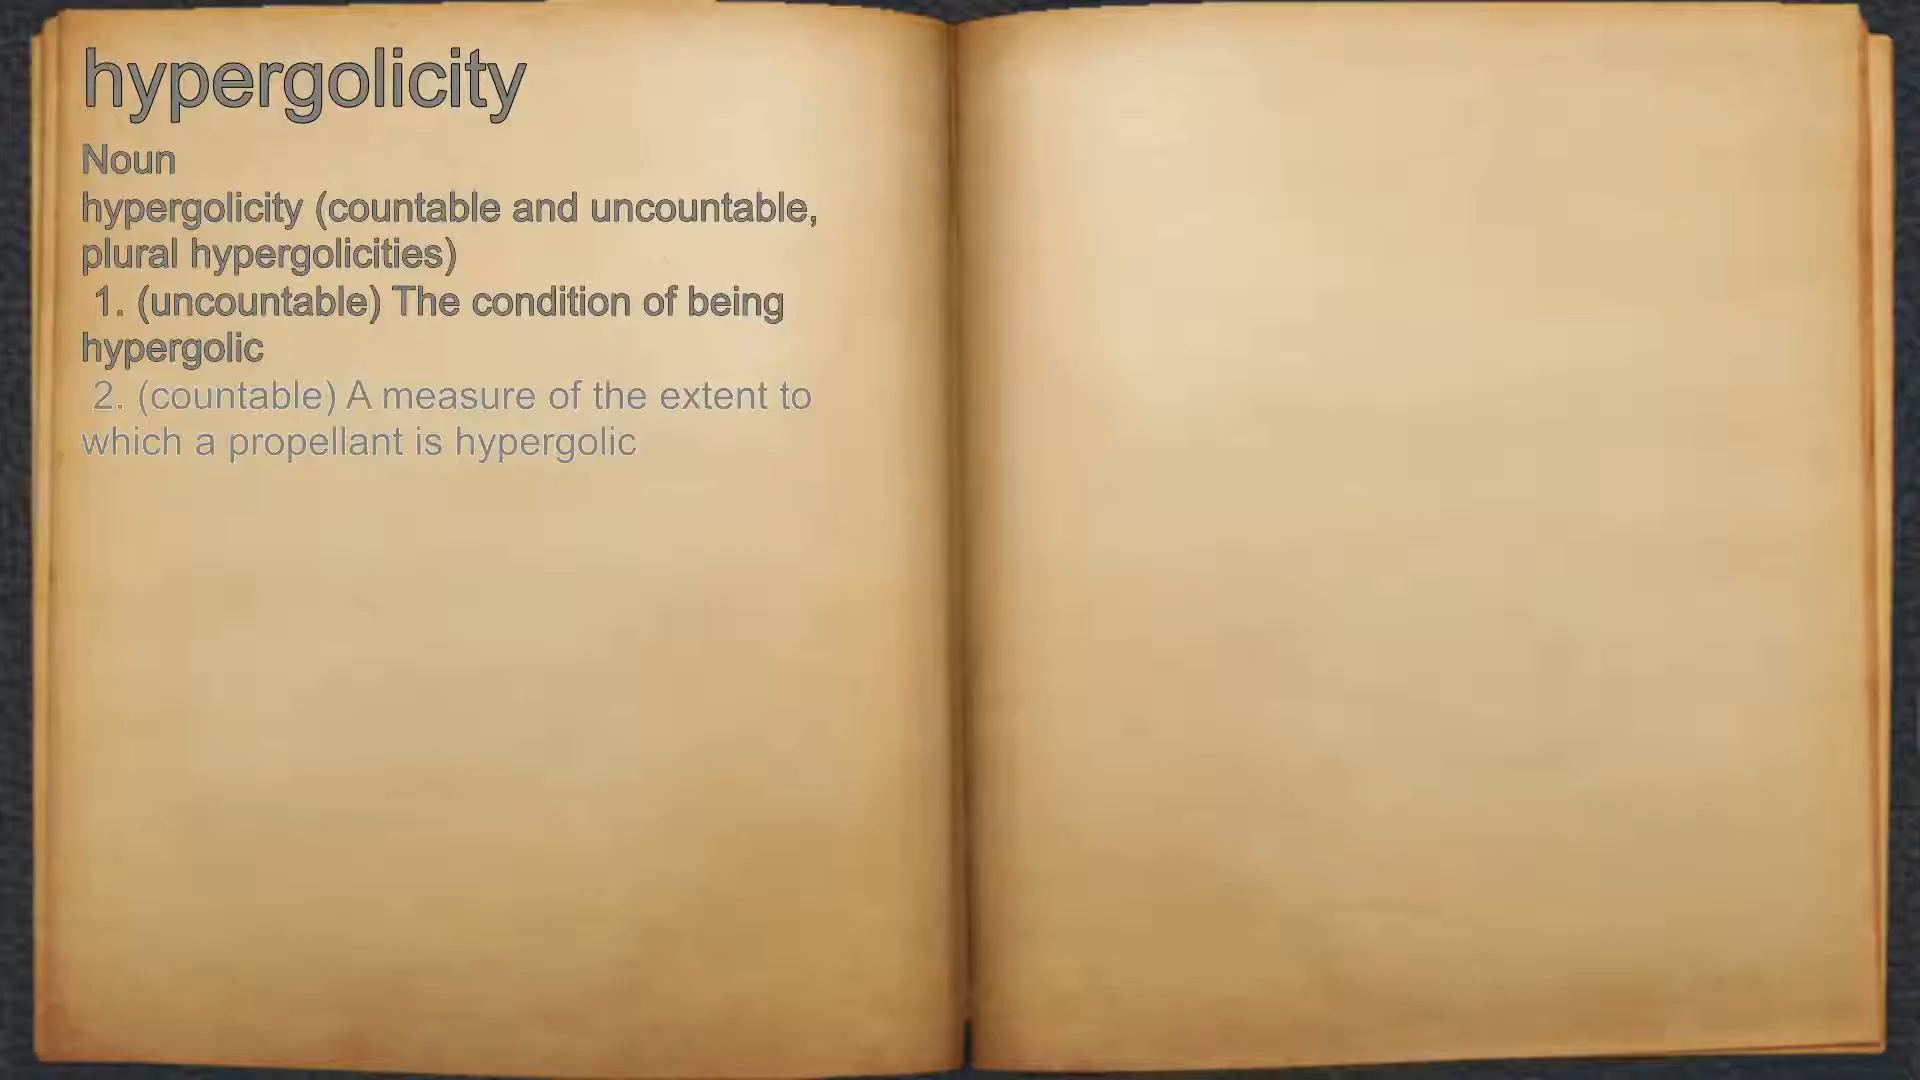 hypergolicity
Noun
hypergolicity (countable and uncountable,
plural hypergolicities)
1. (uncountable) The condition of being
hypergolic
2. (countable) A measure of the extent to
which a propellant is hypergolic